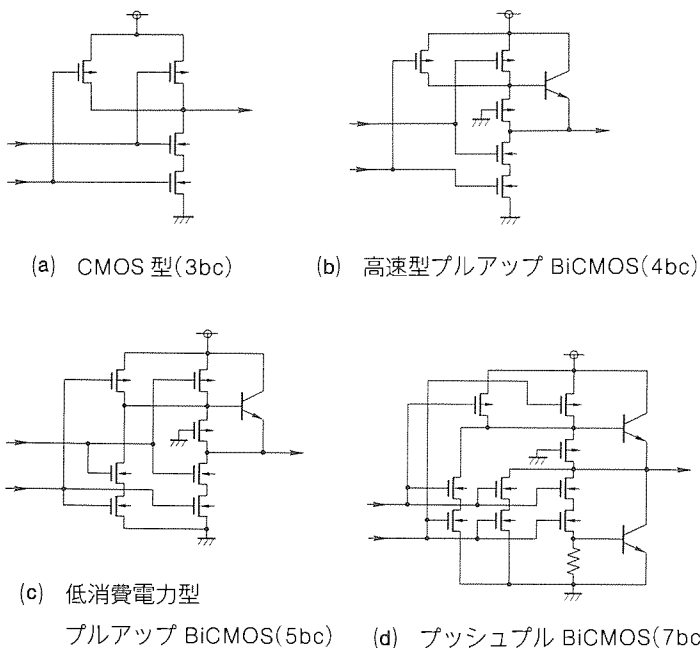 (a) CMOS 型(3bc)
(b) 高速型プルアップ BiCMOS(4bc)
(c) 低消費電力型
プルアップ BiCMOS(5bc)
(d) プッシュプル BiCMOS(7bc